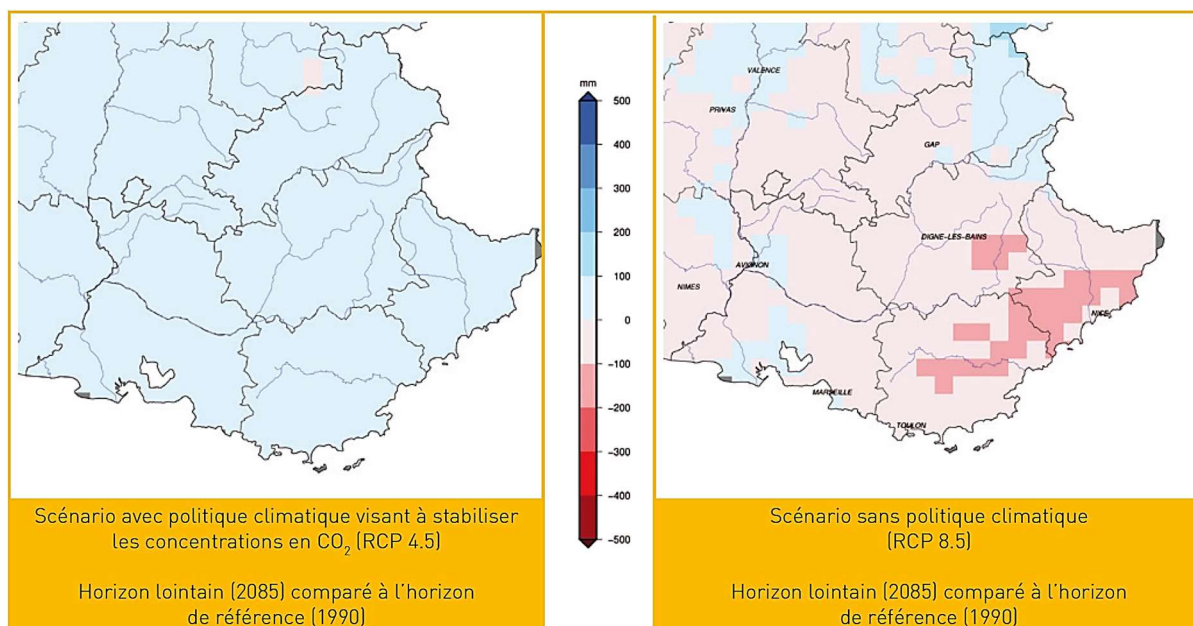 mm
500
400
300
200
100
0
−100
−200
−300
−400
−500
VALENCE
PRIVAS
GAP
DIGNE−LES−BAINS
AVIGNON
NIMES
NICE
MARSEILLE
TOULON
Scénario avec politique climatique visant à stabiliser
les concentrations en CO₂ (RCP 4.5)
Horizon lointain (2085) comparé à l’horizon
de référence (1990)
Scénario sans politique climatique
(RCP 8.5)
Horizon lointain (2085) comparé à l’horizon
de référence (1990)